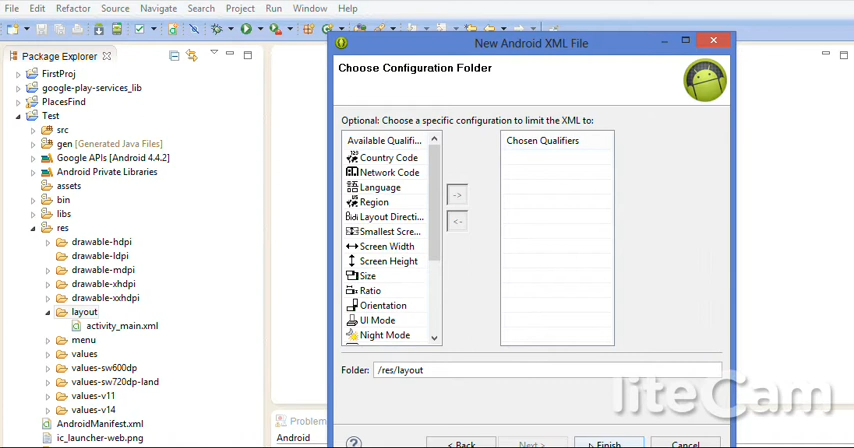 File Edit Refactor Source Navigate Search Project Run Window Help
Package Explorer
FirstProj
google-play-services_lib
PlacesFind
Test
src
gen [Generated Java Files]
Google APIs [Android 4.4.2]
Android Private Libraries
assets
bin
libs
res
drawable-hdpi
drawable-ldpi
drawable-mdpi
drawable-xhdpi
drawable-xxhdpi
layout
activity_main.xml
menu
values
values-sw600dp
values-sw720dp-land
values-v11
values-v14
AndroidManifest.xml
ic_launcher-web.png
New Android XML File
Choose Configuration Folder
Optional: Choose a specific configuration to limit the XML to:
Available Qualifi...
Country Code
Network Code
Language
Region
Layout Directi...
Smallest Scre...
Screen Width
Screen Height
Size
Ratio
Orientation
UI Mode
Night Mode
->
<-
Chosen Qualifiers
Folder: /res/layout
< Back Next > Finish Cancel
Problem
Android
liteCam